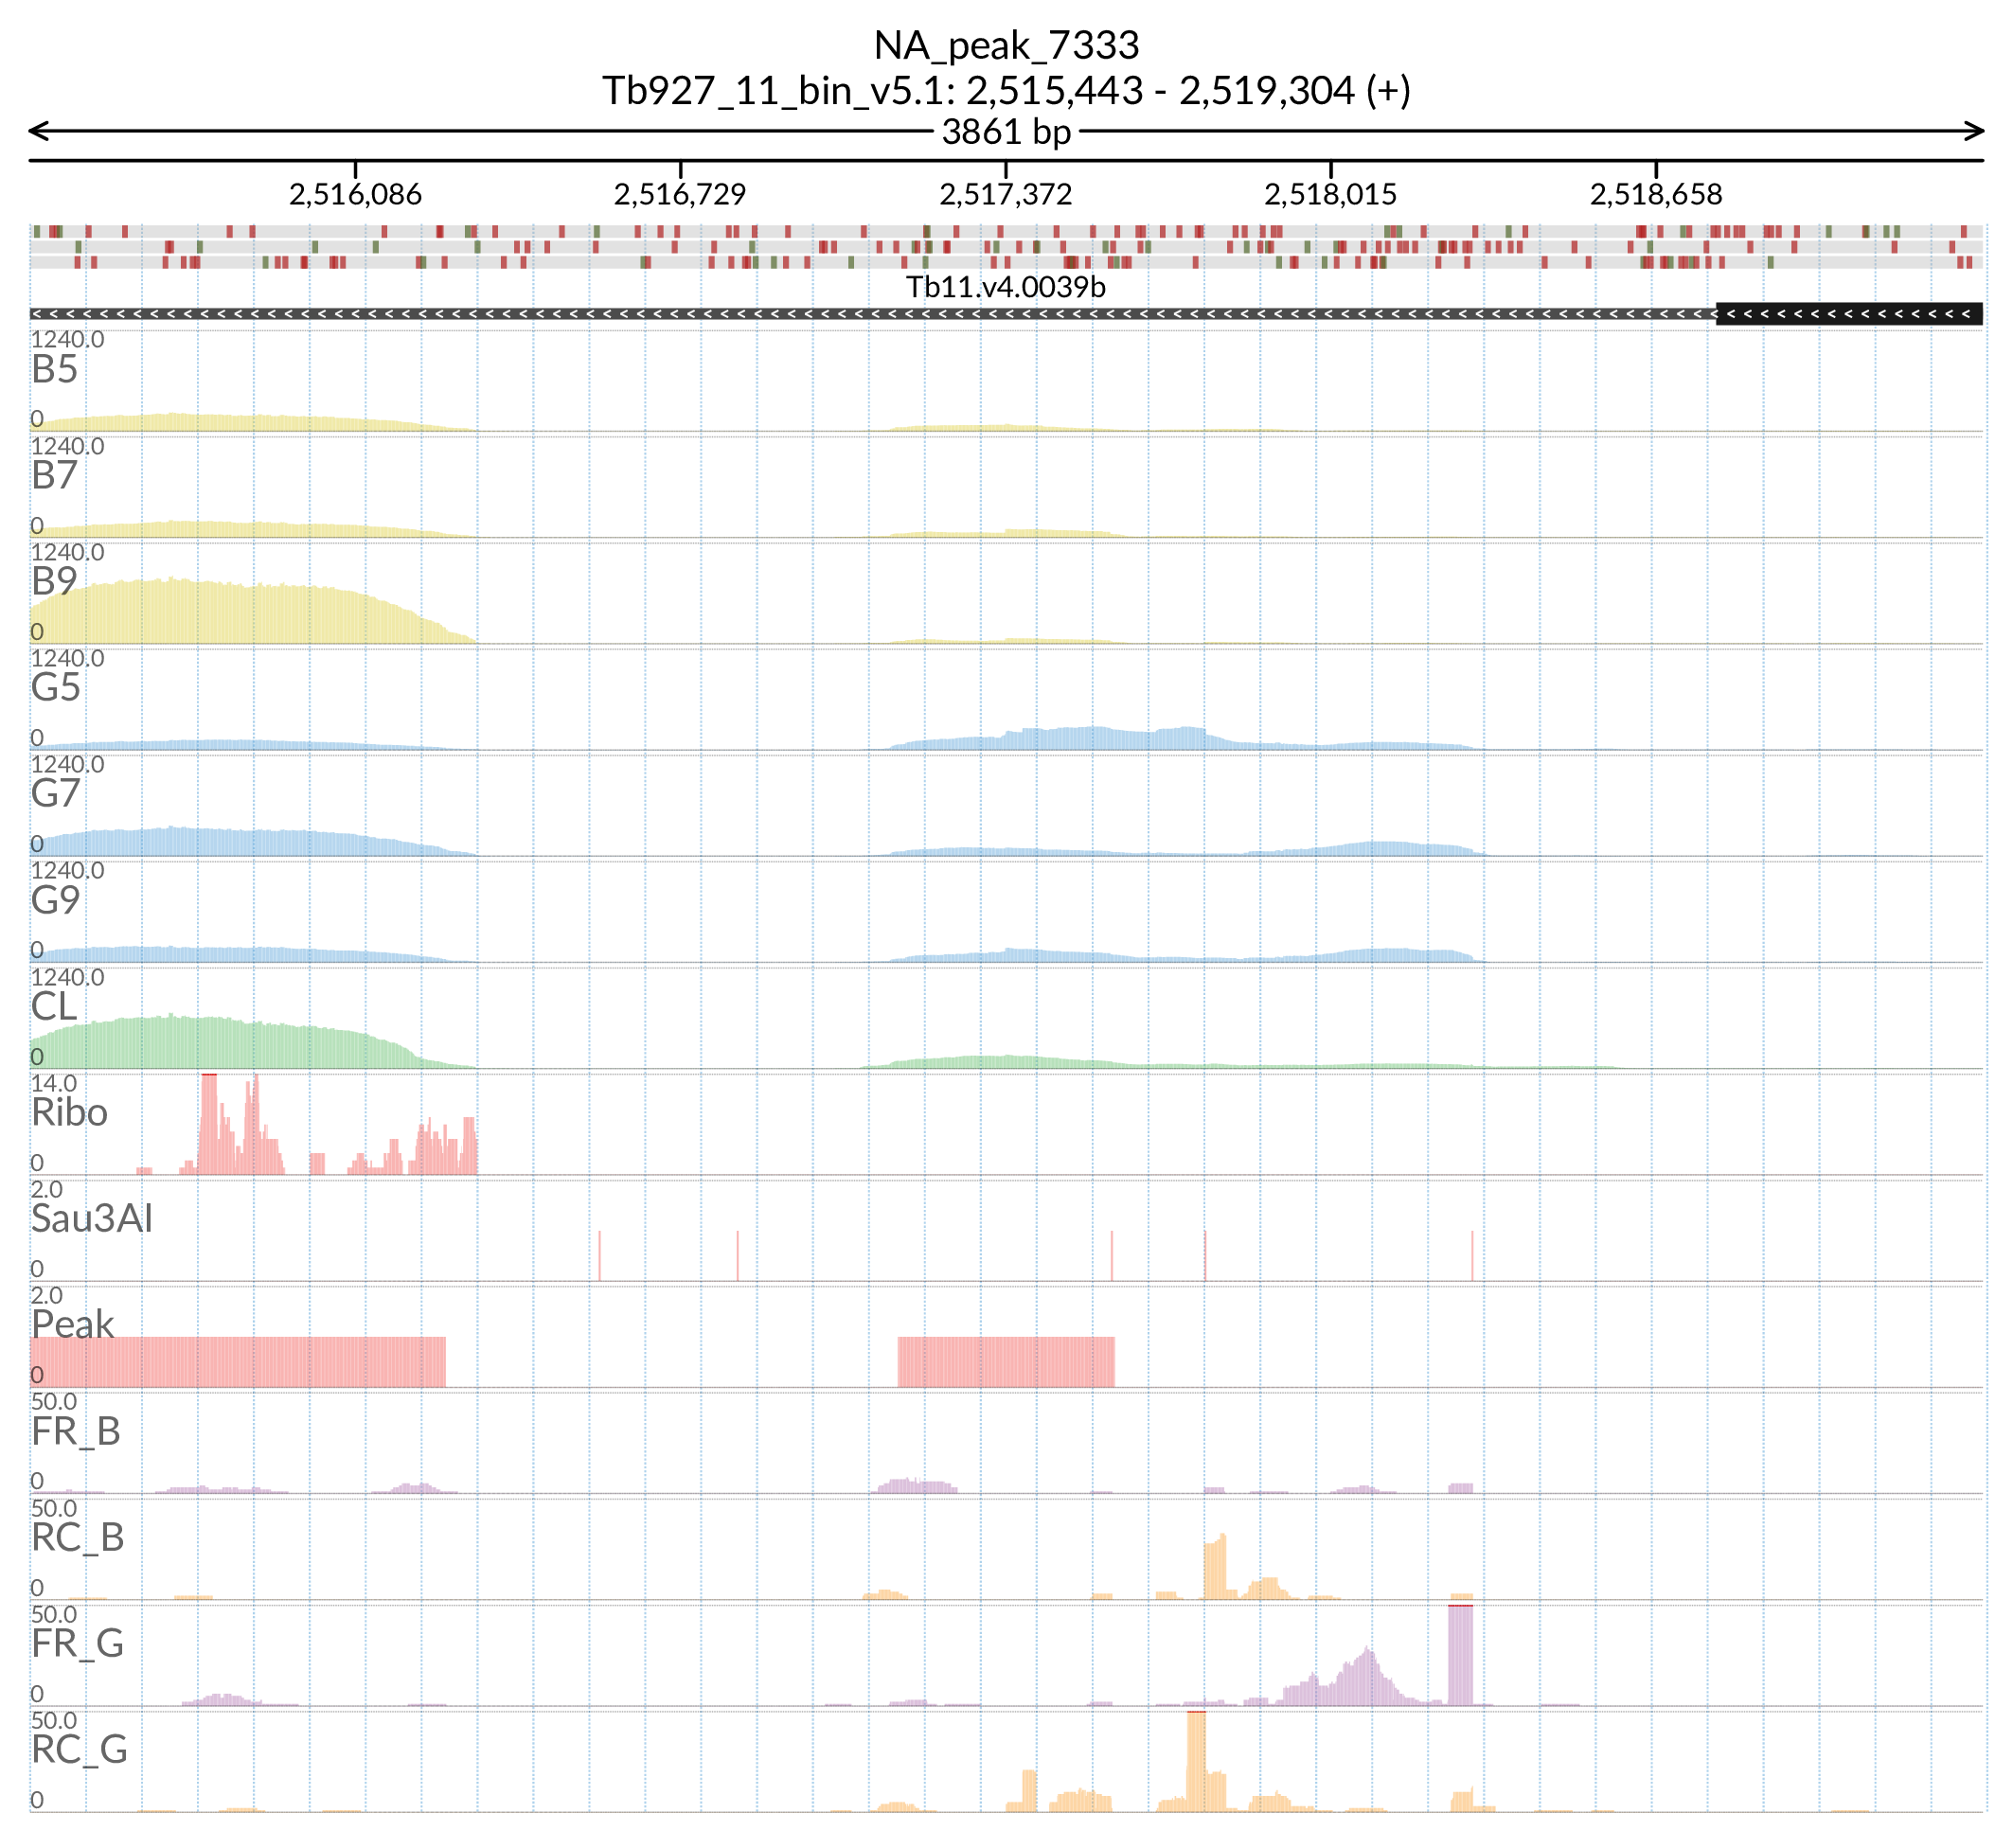 NA_peak_7333
Tb927_11_bin_v5.1: 2,515,443 - 2,519,304 (+)
3861 bp
2,516,086 2,516,729 2,517,372 2,518,015 2,518,658
Tb11.v4.0039b
1240.0
B5
0
1240.0
B7
0
1240.0
B9
0
1240.0
G5
0
1240.0
G7
0
1240.0
G9
0
1240.0
CL
0
14.0
Ribo
0
2.0
Sau3AI
0
2.0
Peak
0
50.0
FR_B
0
50.0
RC_B
0
50.0
FR_G
0
50.0
RC_G
0